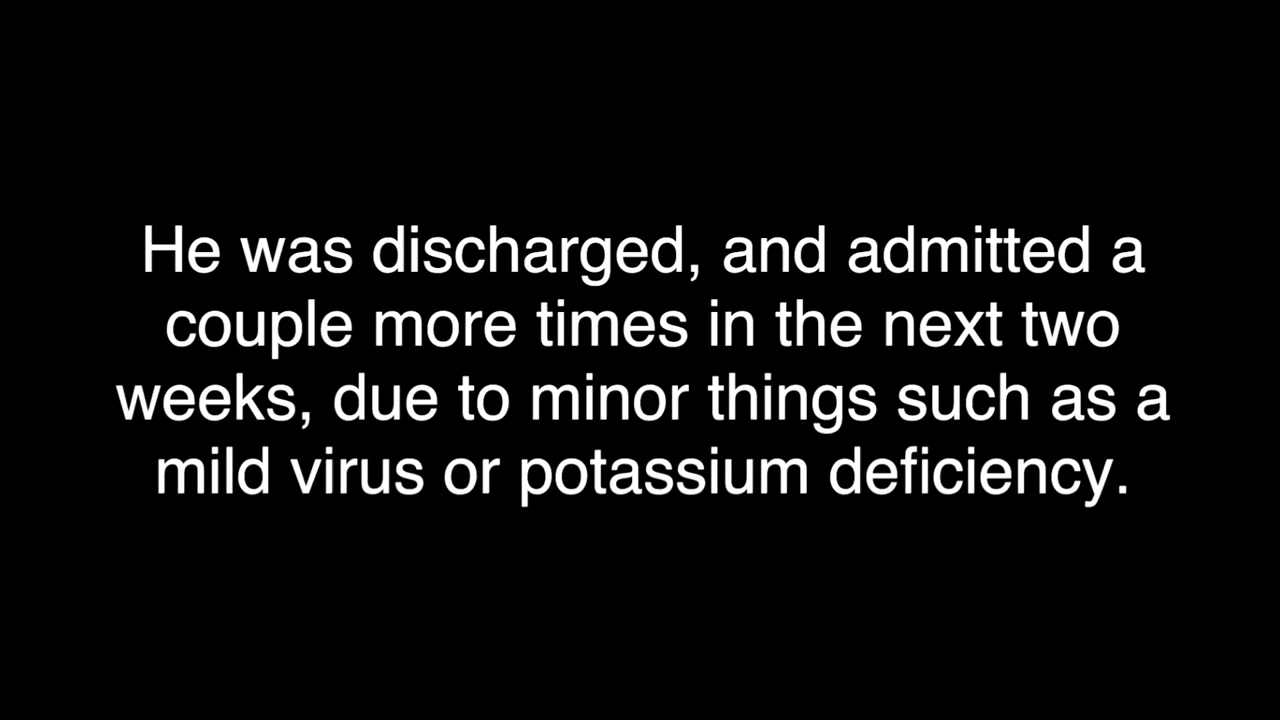 He was discharged, and admitted a
couple more times in the next two
weeks, due to minor things such as a
mild virus or potassium deficiency.